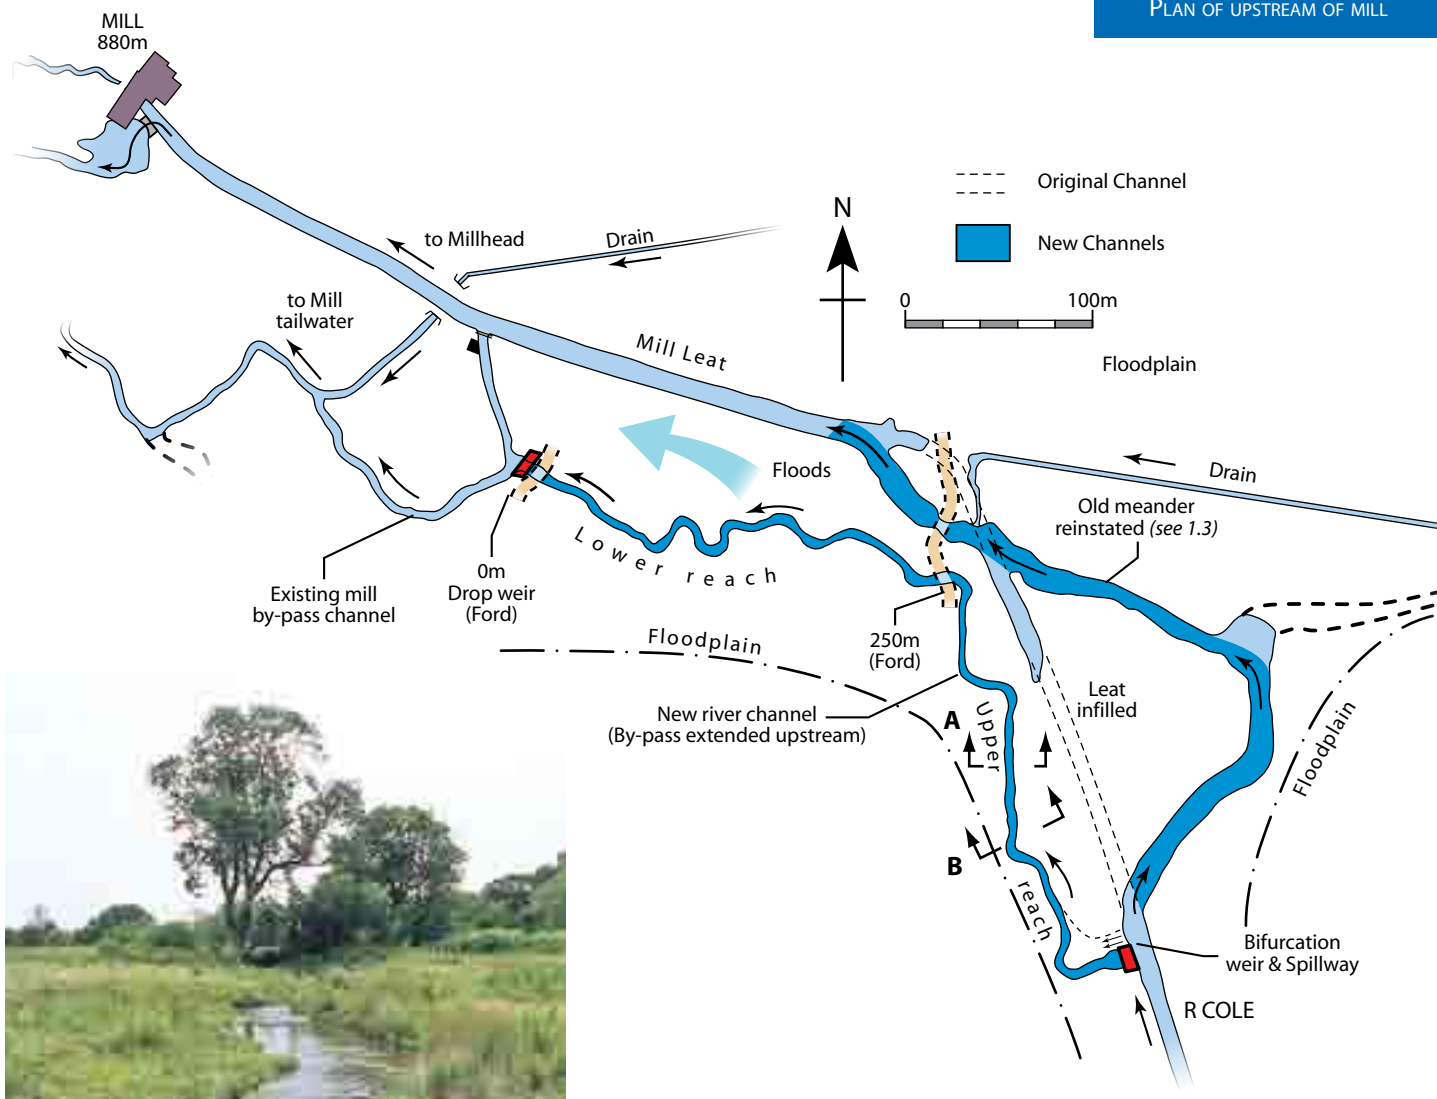 PLAN OF UPSTREAM OF MILL
MILL
880m
N
Original Channel
New Channels
0
100m
to Millhead
Drain
to Mill
tailwater
Mill Leat
Floodplain
Floods
Drain
Old meander
reinstated (see 1.3)
Lower reach
0m
Drop weir
(Ford)
Existing mill
by-pass channel
250m
(Ford)
Floodplain
New river channel
(By-pass extended upstream)
Leat
infilled
Upper
reach
A
B
Floodplain
Bifurcation
weir & Spillway
R COLE